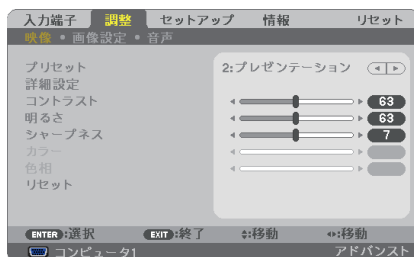 入力端子 調整 セットアップ 情報 リセット
映像 • 画像設定 • 音声
プリセット 2:プレゼンテーション
詳細設定
コントラスト 63
明るさ 63
シャープネス 7
カラー
色相
リセット
ENTER :選択 EXIT :終了 :移動 :移動
コンピュータ1 アドバンスト